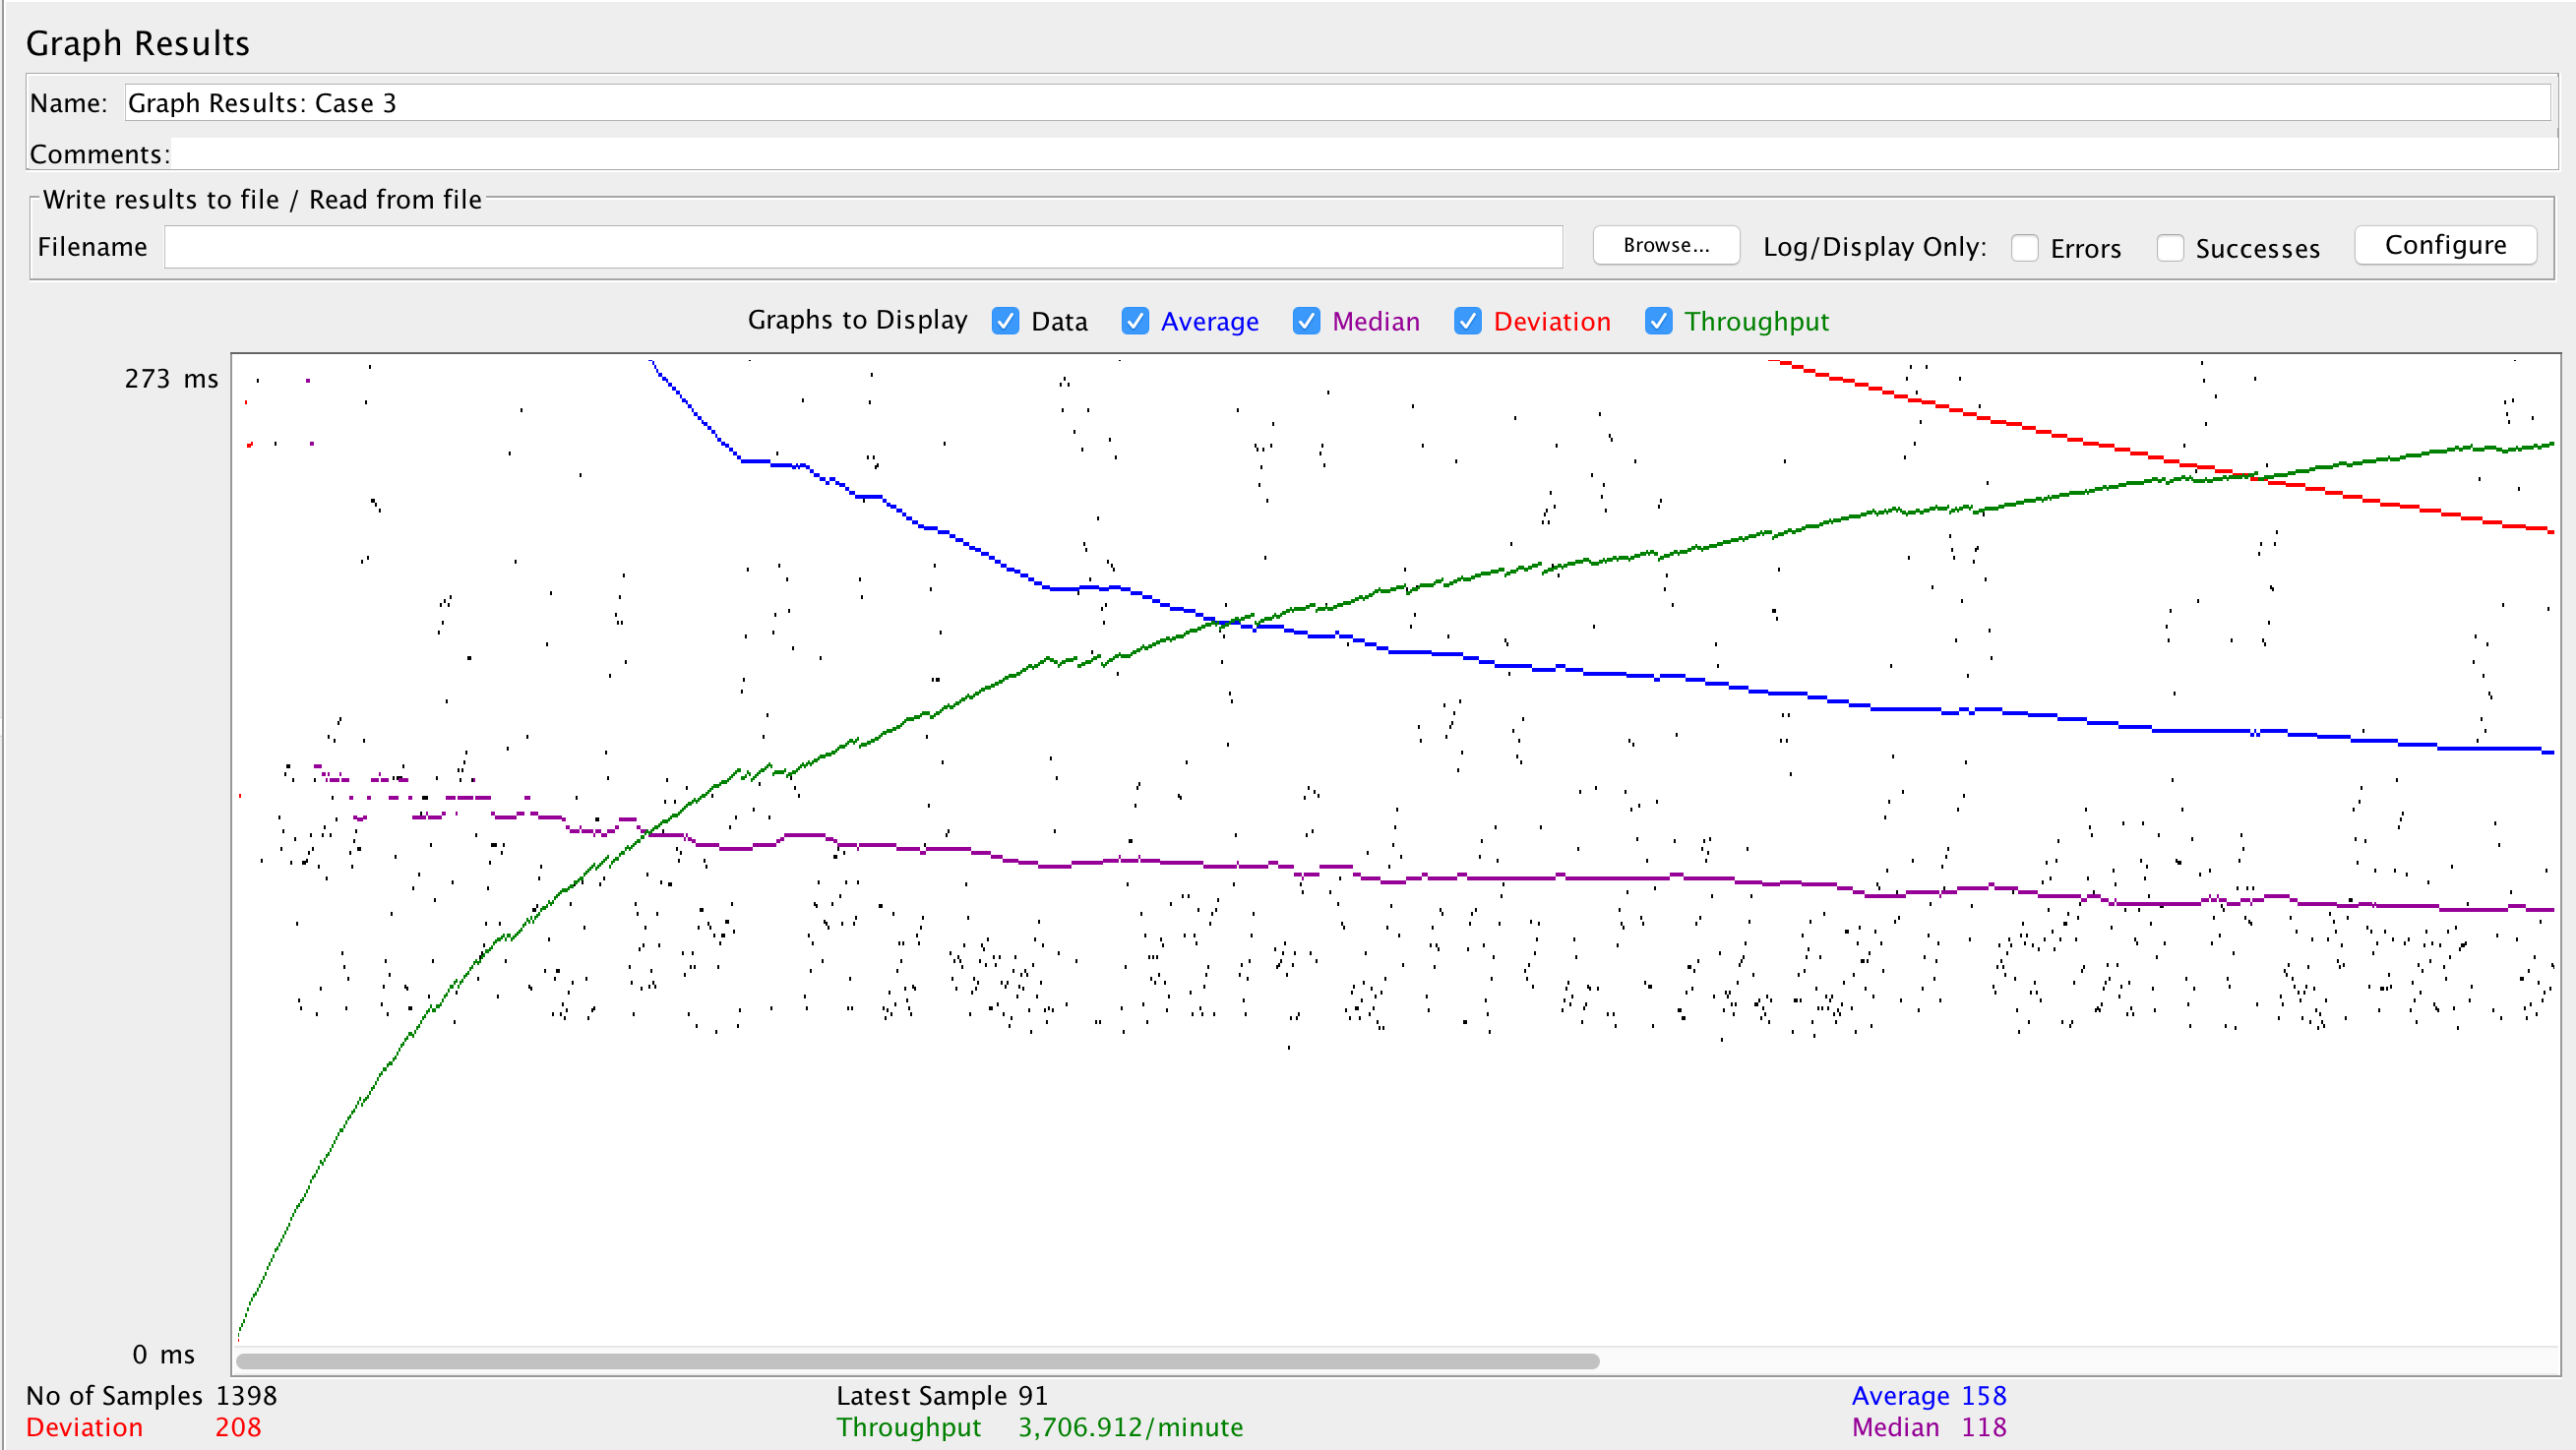 Graph Results
Name: Graph Results: Case 3
Comments:
Write results to file / Read from file
Filename Browse... Log/Display Only: Errors Successes Configure
Graphs to Display Data Average Median Deviation Throughput
273 ms
0 ms
No of Samples 1398 Latest Sample 91 Average 158
Deviation 208 Throughput 3,706.912/minute Median 118